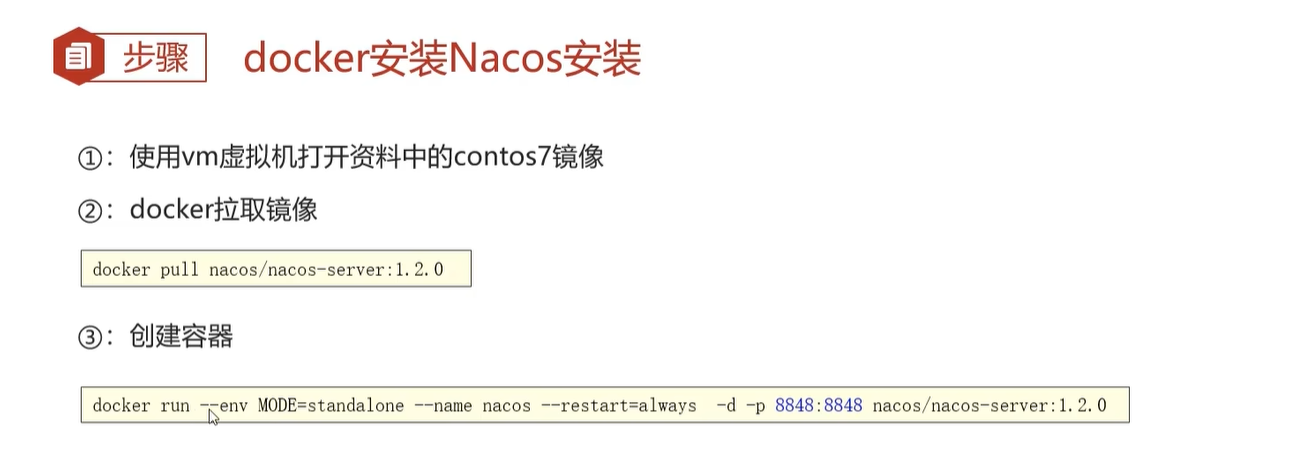 步骤 docker安装Nacos安装
①：使用vm虚拟机打开资料中的contos7镜像
②：docker拉取镜像
docker pull nacos/nacos-server:1.2.0
③：创建容器
docker run --env MODE=standalone --name nacos --restart=always  -d -p 8848:8848 nacos/nacos-server:1.2.0